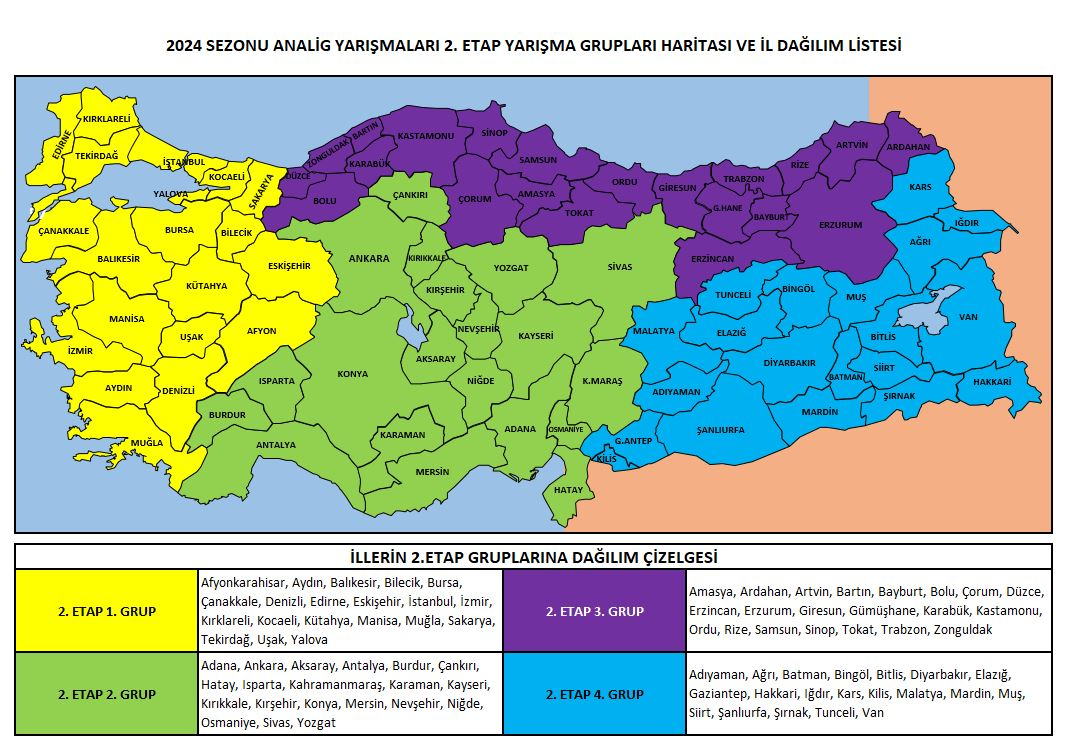 2024 SEZONU ANALİG YARIŞMALARI 2. ETAP YARIŞMA GRUPLARI HARİTASI VE İL DAĞILIM LİSTESİ
KIRKLARELİ
EDİRNE
TEKİRDAĞ
İSTANBUL
KOCAELİ
YALOVA
SAKARYA
ÇANAKKALE
BURSA
BİLECİK
BALIKESİR
ESKİŞEHİR
KÜTAHYA
MANİSA
UŞAK
AFYON
İZMİR
AYDIN
DENİZLİ
MUĞLA
DÜZCE
ZONGULDAK
BARTIN
KARABÜK
BOLU
KASTAMONU
SİNOP
ÇORUM
SAMSUN
AMASYA
TOKAT
ORDU
GİRESUN
TRABZON
G.HANE
BAYBURT
RİZE
ARTVİN
ARDAHAN
ERZURUM
ERZİNCAN
ÇANKIRI
ANKARA
KIRIKKALE
KIRŞEHİR
YOZGAT
SİVAS
NEVŞEHİR
KAYSERİ
AKSARAY
KONYA
NİĞDE
ISPARTA
BURDUR
ANTALYA
KARAMAN
MERSİN
ADANA
OSMANİYE
K.MARAŞ
HATAY
KARS
IĞDIR
AĞRI
TUNCELİ
BİNGÖL
MUŞ
VAN
MALATYA
ELAZIĞ
BİTLİS
DİYARBAKIR
SİİRT
BATMAN
HAKKARİ
ŞIRNAK
ADIYAMAN
MARDİN
ŞANLIURFA
G.ANTEP
KİLİS
İLLERİN 2.ETAP GRUPLARINA DAĞILIM ÇİZELGESİ
2. ETAP 1. GRUP
Afyonkarahisar, Aydın, Balıkesir, Bilecik, Bursa,
Çanakkale, Denizli, Edirne, Eskişehir, İstanbul, İzmir,
Kırklareli, Kocaeli, Kütahya, Manisa, Muğla, Sakarya,
Tekirdağ, Uşak, Yalova
2. ETAP 3. GRUP
Amasya, Ardahan, Artvin, Bartın, Bayburt, Bolu, Çorum, Düzce,
Erzincan, Erzurum, Giresun, Gümüşhane, Karabük, Kastamonu,
Ordu, Rize, Samsun, Sinop, Tokat, Trabzon, Zonguldak
2. ETAP 2. GRUP
Adana, Ankara, Aksaray, Antalya, Burdur, Çankırı,
Hatay, Isparta, Kahramanmaraş, Karaman, Kayseri,
Kırıkkale, Kırşehir, Konya, Mersin, Nevşehir, Niğde,
Osmaniye, Sivas, Yozgat
2. ETAP 4. GRUP
Adıyaman, Ağrı, Batman, Bingöl, Bitlis, Diyarbakır, Elazığ,
Gaziantep, Hakkari, Iğdır, Kars, Kilis, Malatya, Mardin, Muş,
Siirt, Şanlıurfa, Şırnak, Tunceli, Van